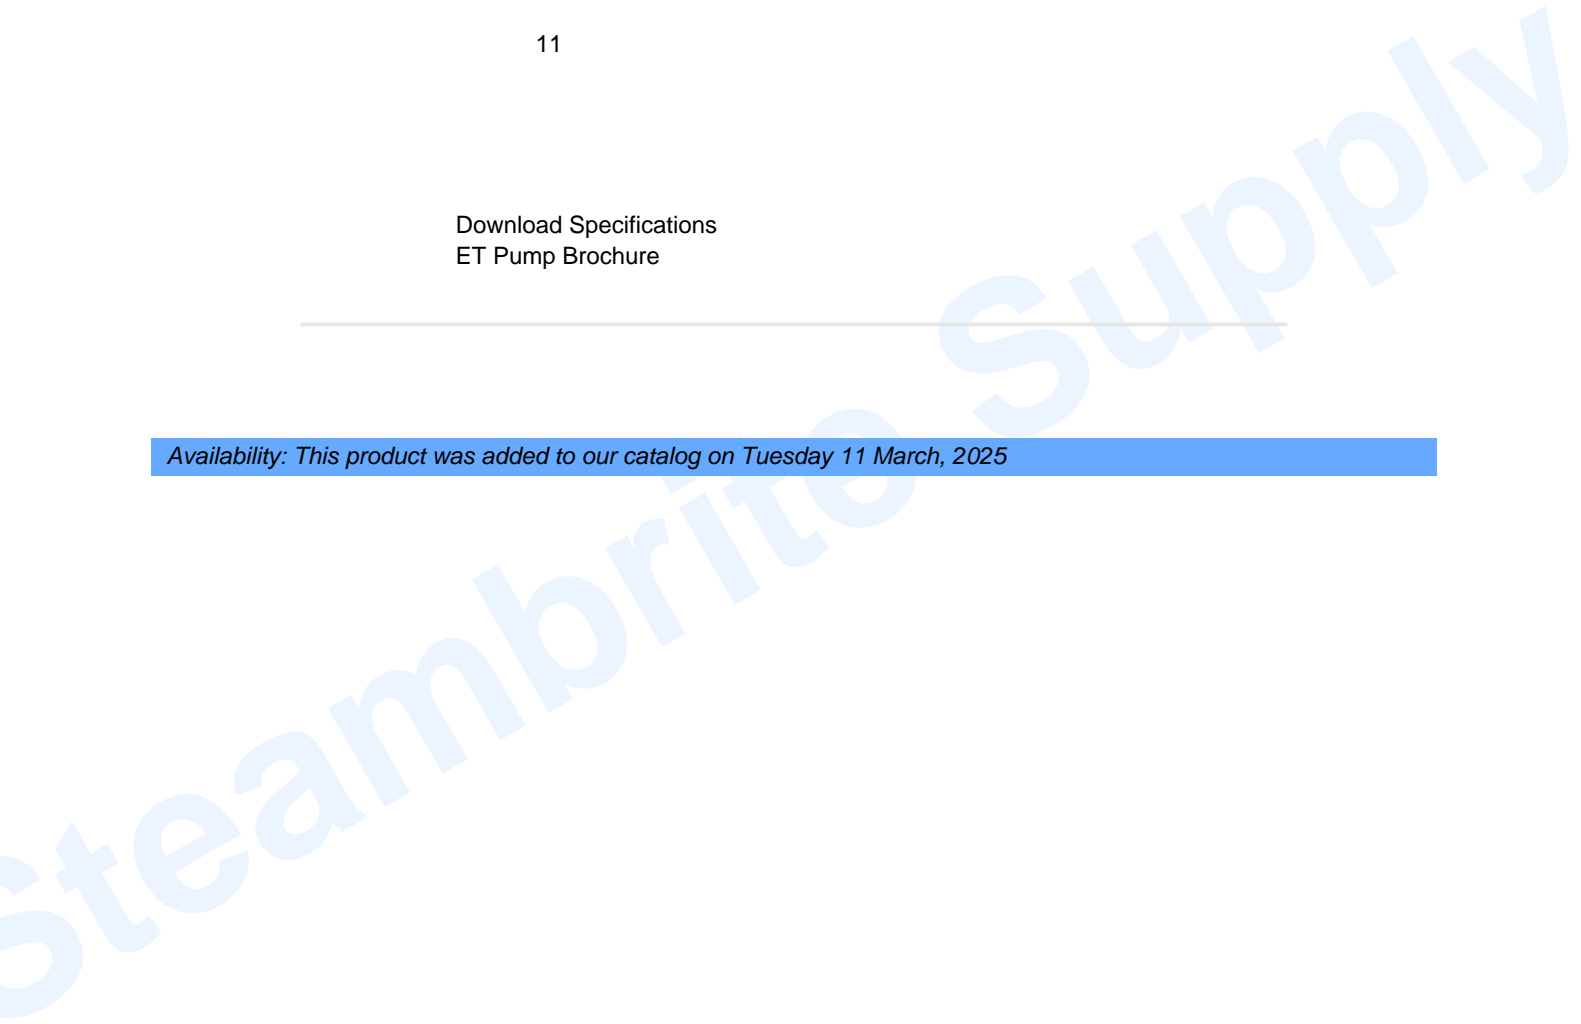 11
Download Specifications
ET Pump Brochure
Availability: This product was added to our catalog on Tuesday 11 March, 2025
Steambrite Supply